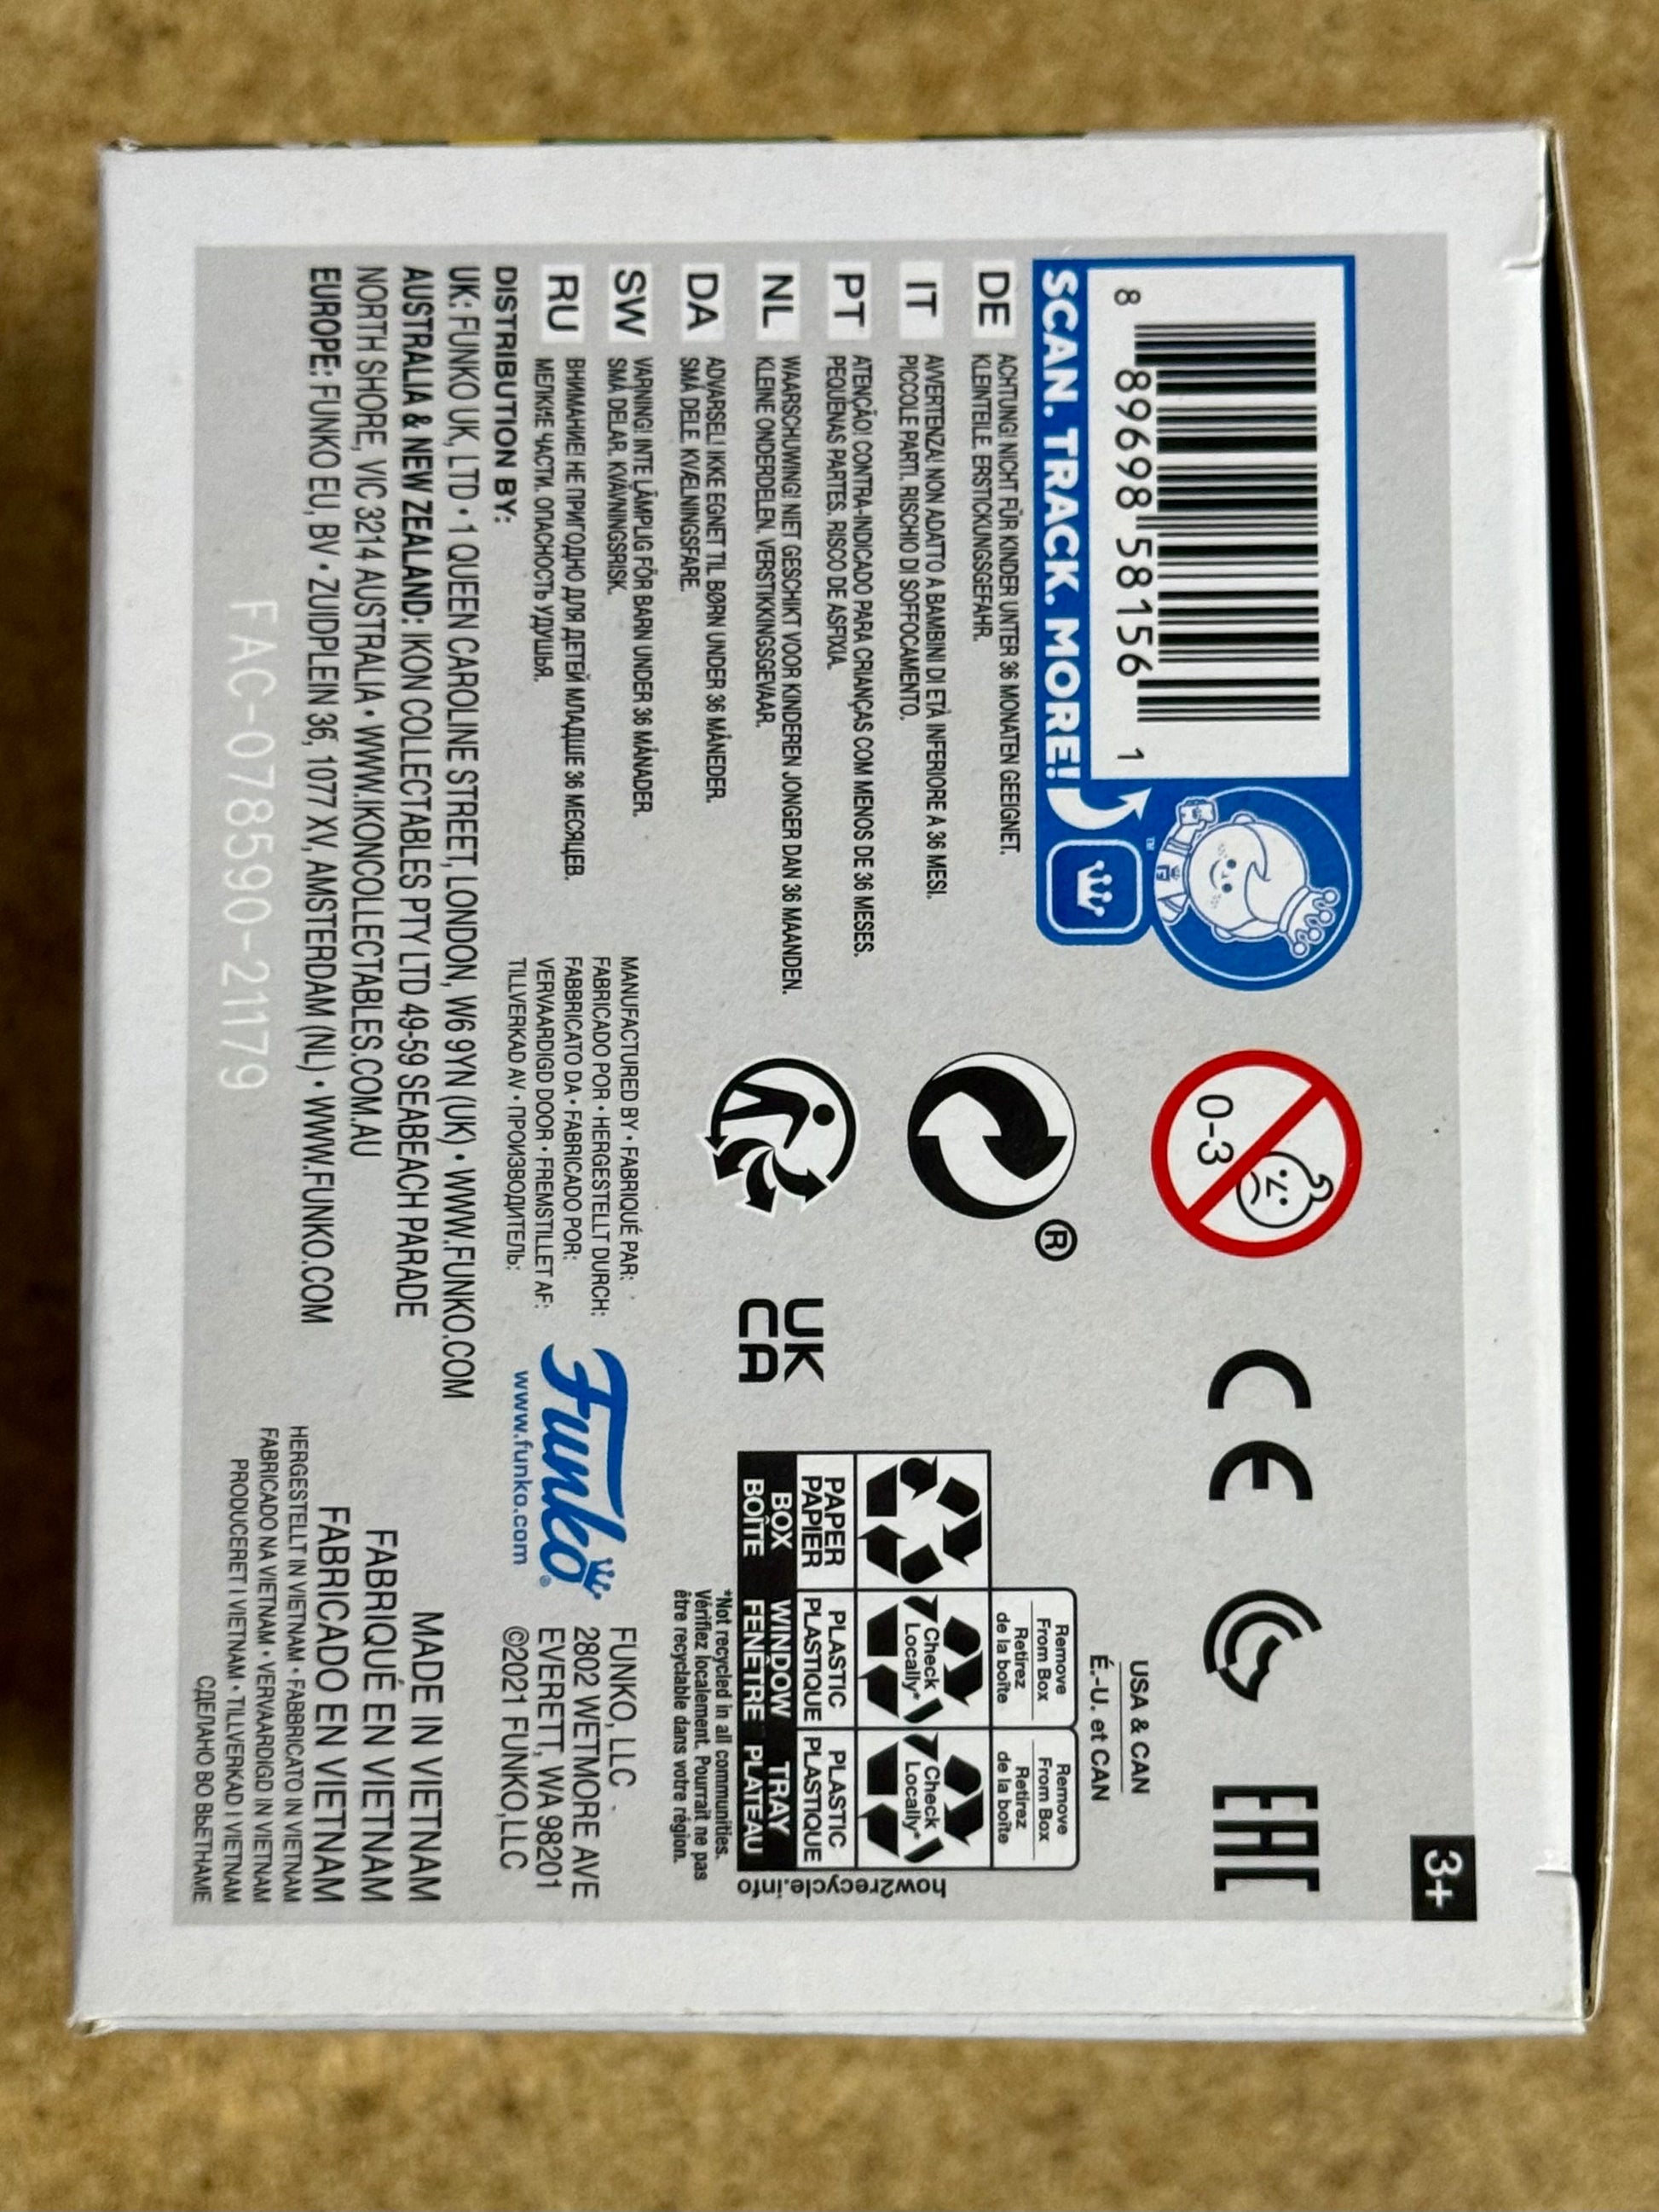 3+
8 89698 58156 1
SCAN. TRACK. MORE!
™
0-3
®
USA & CAN
É.-U. et CAN
Remove From Box
Retirez de la boîte
Remove From Box
Retirez de la boîte
Check Locally*
Check Locally*
PAPER PAPIER
PLASTIC PLASTIQUE
PLASTIC PLASTIQUE
BOX BOÎTE
WINDOW FENÊTRE
TRAY PLATEAU
how2recycle.info
*Not recycled in all communities.
Vérifiez localement. Pourrait ne pas
être recyclable dans votre région.
UK
CA
CE
EAC
DE ACHTUNG! NICHT FÜR KINDER UNTER 36 MONATEN GEEIGNET.
KLEINTEILE. ERSTICKUNGSGEFAHR.
IT AVVERTENZA! NON ADATTO A BAMBINI DI ETÀ INFERIORE A 36 MESI.
PICCOLE PARTI. RISCHIO DI SOFFOCAMENTO.
PT ATENÇÃO! CONTRA-INDICADO PARA CRIANÇAS COM MENOS DE 36 MESES.
PEQUENAS PARTES. RISCO DE ASFIXIA.
NL WAARSCHUWING! NIET GESCHIKT VOOR KINDEREN JONGER DAN 36 MAANDEN.
KLEINE ONDERDELEN. VERSTIKKINGSGEVAAR.
DA ADVARSEL! IKKE EGNET TIL BØRN UNDER 36 MÅNEDER.
SMÅ DELE. KVÆLNINGSFARE.
SW VARNING! INTE LÄMPLIG FÖR BARN UNDER 36 MÅNADER.
SMÅ DELAR. KVÄVNINGSRISK.
RU ВНИМАНИЕ! НЕ ПРИГОДНО ДЛЯ ДЕТЕЙ МЛАДШЕ 36 МЕСЯЦЕВ.
МЕЛКИЕ ЧАСТИ. ОПАСНОСТЬ УДУШЬЯ.
MANUFACTURED BY • FABRIQUÉ PAR:
FABRICADO POR • HERGESTELLT DURCH:
FABBRICATO DA • FABRICADO POR:
VERVAARDIGD DOOR • FREMSTILLET AF:
TILLVERKAD AV • ПРОИЗВОДИТЕЛЬ:
Funko®
www.funko.com
FUNKO, LLC
2802 WETMORE AVE
EVERETT, WA 98201
©2021 FUNKO,LLC
DISTRIBUTION BY:
UK: FUNKO UK, LTD • 1 QUEEN CAROLINE STREET, LONDON, W6 9YN (UK) • WWW.FUNKO.COM
AUSTRALIA & NEW ZEALAND: IKON COLLECTABLES PTY LTD 49-59 SEABEACH PARADE
NORTH SHORE, VIC 3214 AUSTRALIA • WWW.IKONCOLLECTABLES.COM.AU
EUROPE: FUNKO EU, BV • ZUIDPLEIN 36, 1077 XV, AMSTERDAM (NL) • WWW.FUNKO.COM
MADE IN VIETNAM
FABRIQUÉ EN VIETNAM
FABRICADO EN VIETNAM
HERGESTELLT IN VIETNAM • FABBRICATO IN VIETNAM
FABRICADO NA VIETNAM • VERVAARDIGD IN VIETNAM
PRODUCERET I VIETNAM • TILLVERKAD I VIETNAM
СДЕЛАНО ВО ВЬЕТНАМЕ
FAC-078590-21179